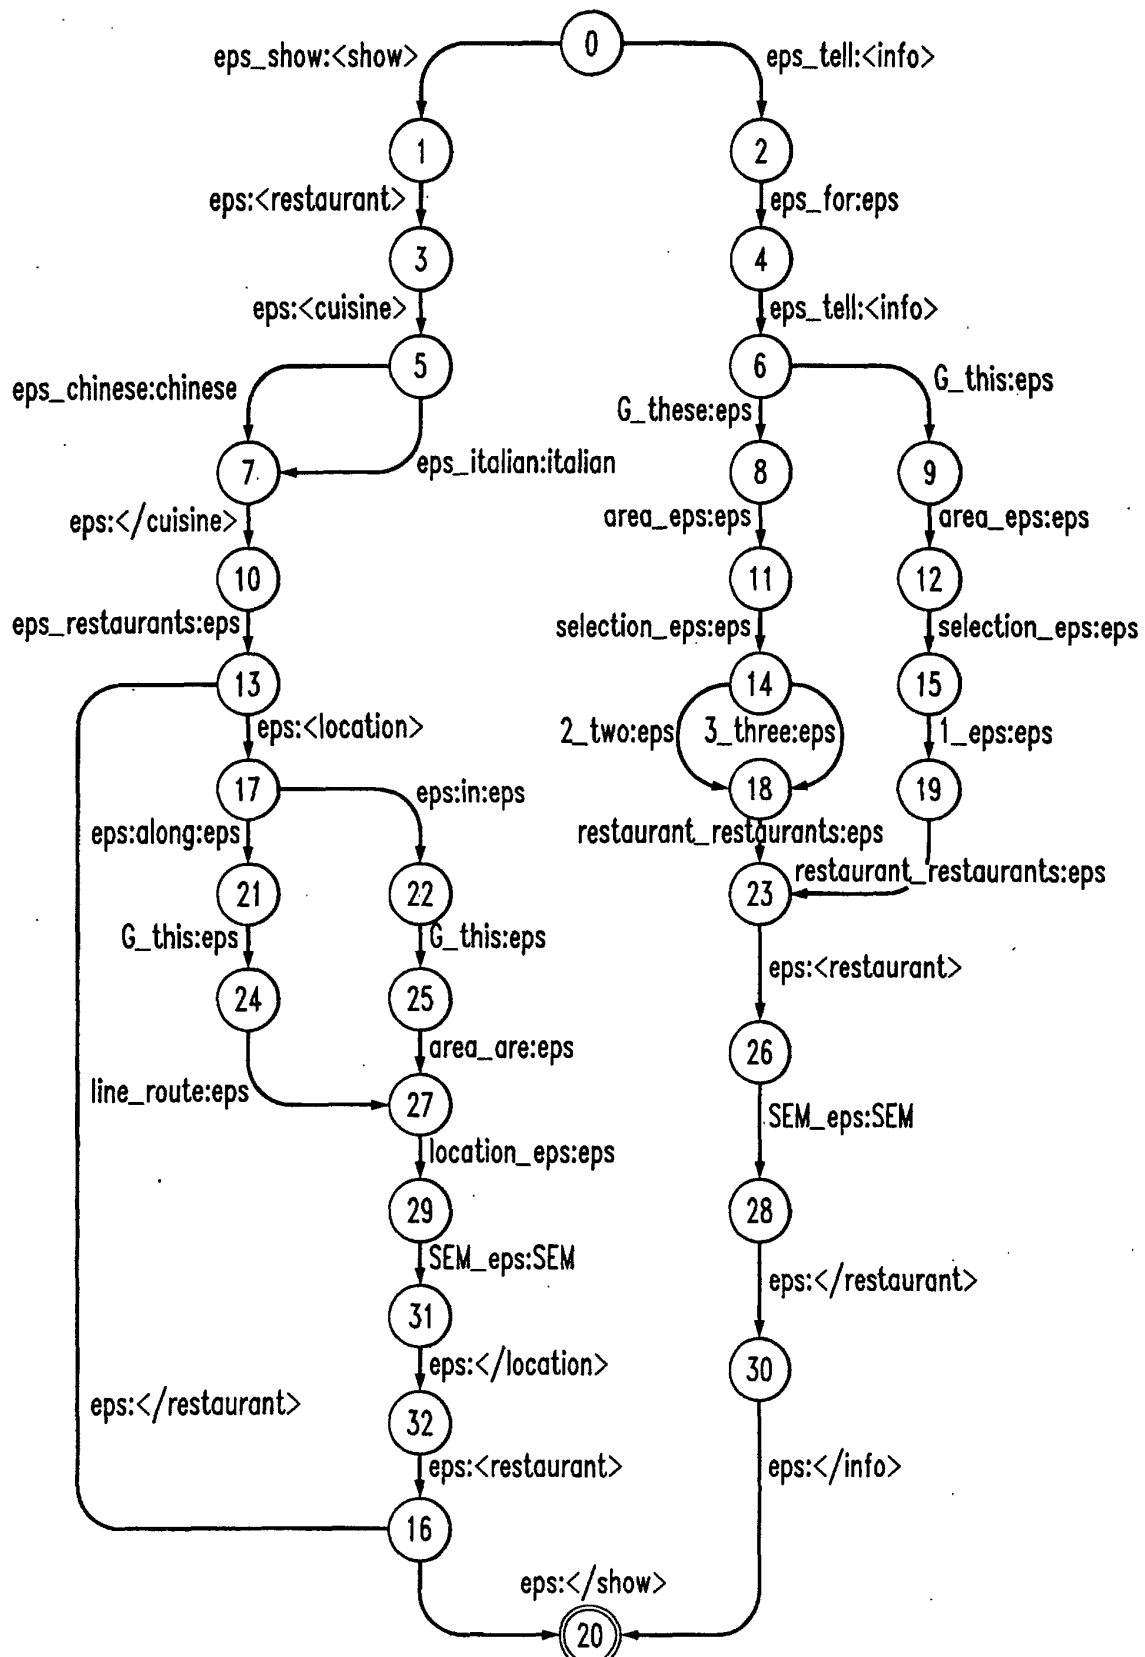 0
eps_show:<show>
eps_tell:<info>
1
2
eps:<restaurant>
eps_for:eps
3
4
eps:<cuisine>
eps_tell:<info>
5
6
eps_chinese:chinese
G_this:eps
G_these:eps
eps_italian:italian
7
8
9
eps:</cuisine>
area_eps:eps
area_eps:eps
10
11
12
eps_restaurants:eps
selection_eps:eps
selection_eps:eps
13
14
15
eps:<location>
2_two:eps
3_three:eps
1_eps:eps
17
eps:in:eps
18
19
eps:along:eps
restaurant_restaurants:eps
restaurant_restaurants:eps
21
22
23
G_this:eps
G_this:eps
eps:<restaurant>
24
25
26
area_are:eps
line_route:eps
27
SEM_eps:SEM
location_eps:eps
29
28
SEM_eps:SEM
eps:</restaurant>
31
eps:</location>
30
eps:</restaurant>
32
eps:<restaurant>
eps:</info>
16
eps:</show>
20